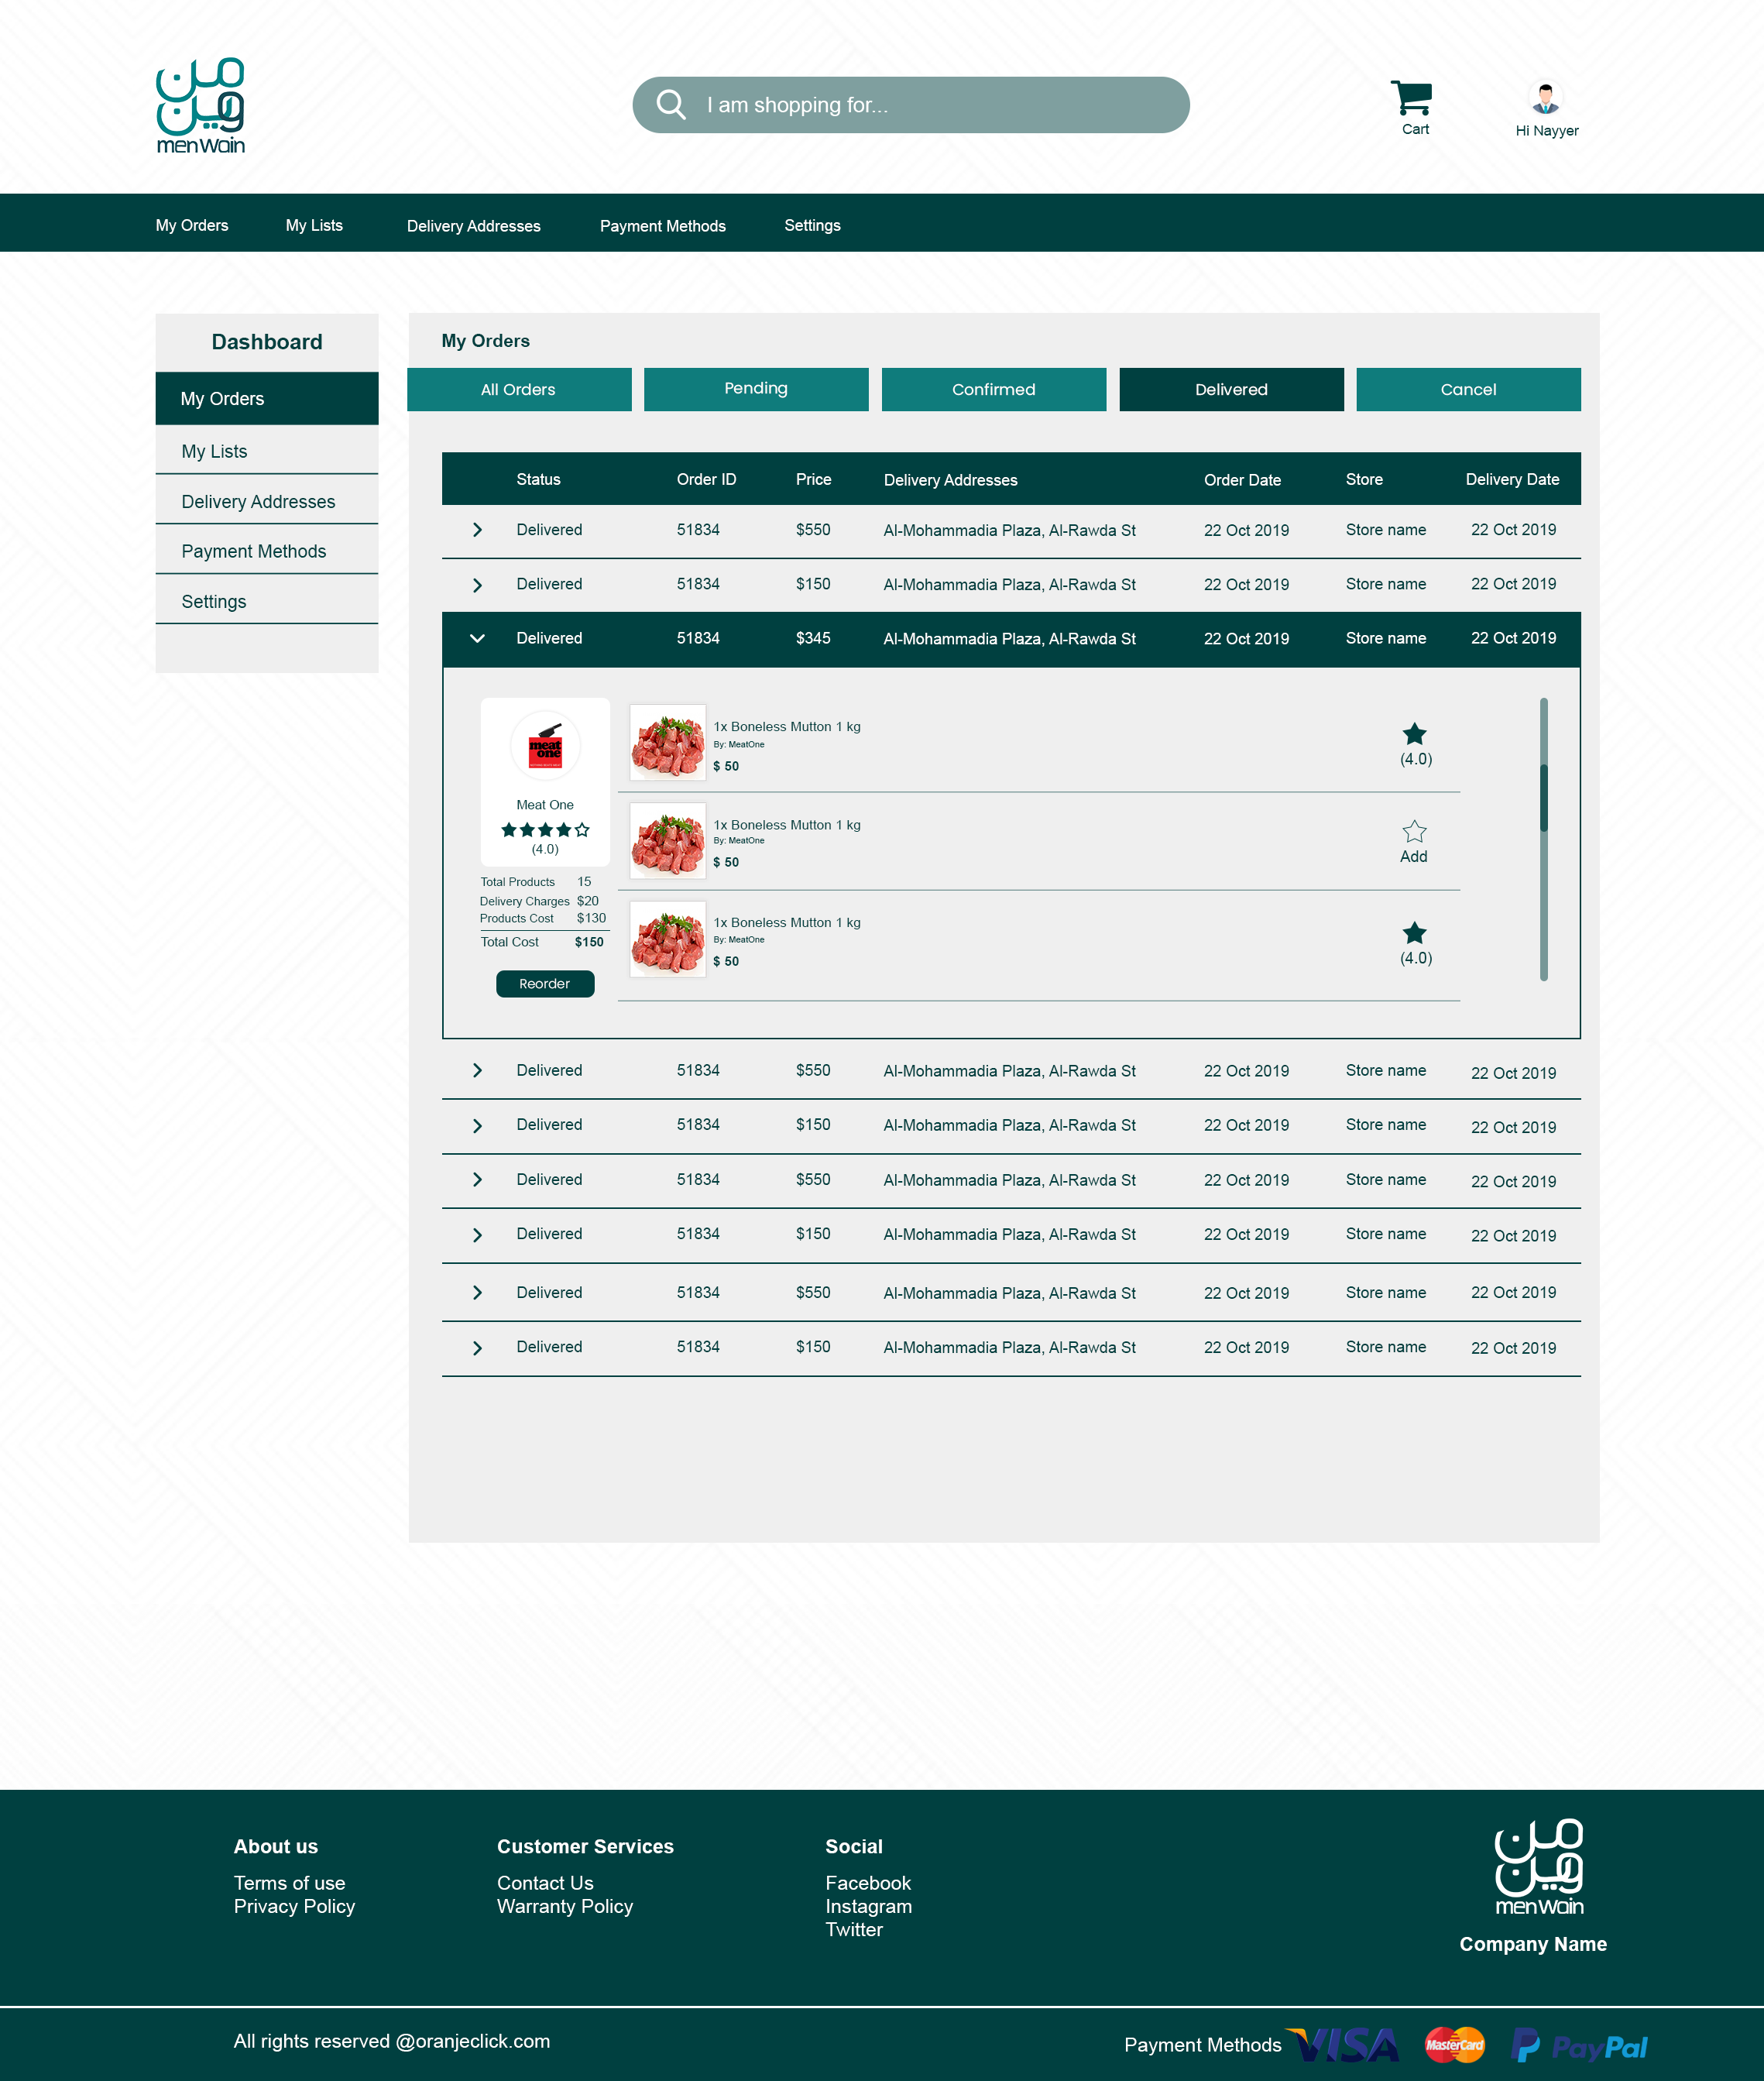 من
وين
menWain
I am shopping for...
Cart
Hi Nayyer
My Orders My Lists Delivery Addresses Payment Methods Settings
Dashboard
My Orders
My Lists
Delivery Addresses
Payment Methods
Settings
My Orders
All Orders Pending Confirmed Delivered Cancel
Status Order ID Price Delivery Addresses Order Date Store Delivery Date
Delivered 51834 $550 Al-Mohammadia Plaza, Al-Rawda St 22 Oct 2019 Store name 22 Oct 2019
Delivered 51834 $150 Al-Mohammadia Plaza, Al-Rawda St 22 Oct 2019 Store name 22 Oct 2019
Delivered 51834 $345 Al-Mohammadia Plaza, Al-Rawda St 22 Oct 2019 Store name 22 Oct 2019
meat
one
Meat One
(4.0)
Total Products 15
Delivery Charges $20
Products Cost $130
Total Cost $150
Reorder
1x Boneless Mutton 1 kg
By: MeatOne
$ 50
(4.0)
1x Boneless Mutton 1 kg
By: MeatOne
$ 50
Add
1x Boneless Mutton 1 kg
By: MeatOne
$ 50
(4.0)
Delivered 51834 $550 Al-Mohammadia Plaza, Al-Rawda St 22 Oct 2019 Store name 22 Oct 2019
Delivered 51834 $150 Al-Mohammadia Plaza, Al-Rawda St 22 Oct 2019 Store name 22 Oct 2019
Delivered 51834 $550 Al-Mohammadia Plaza, Al-Rawda St 22 Oct 2019 Store name 22 Oct 2019
Delivered 51834 $150 Al-Mohammadia Plaza, Al-Rawda St 22 Oct 2019 Store name 22 Oct 2019
Delivered 51834 $550 Al-Mohammadia Plaza, Al-Rawda St 22 Oct 2019 Store name 22 Oct 2019
Delivered 51834 $150 Al-Mohammadia Plaza, Al-Rawda St 22 Oct 2019 Store name 22 Oct 2019
About us
Terms of use
Privacy Policy
Customer Services
Contact Us
Warranty Policy
Social
Facebook
Instagram
Twitter
من
وين
menWain
Company Name
All rights reserved @oranjeclick.com
Payment Methods VISA MasterCard PayPal